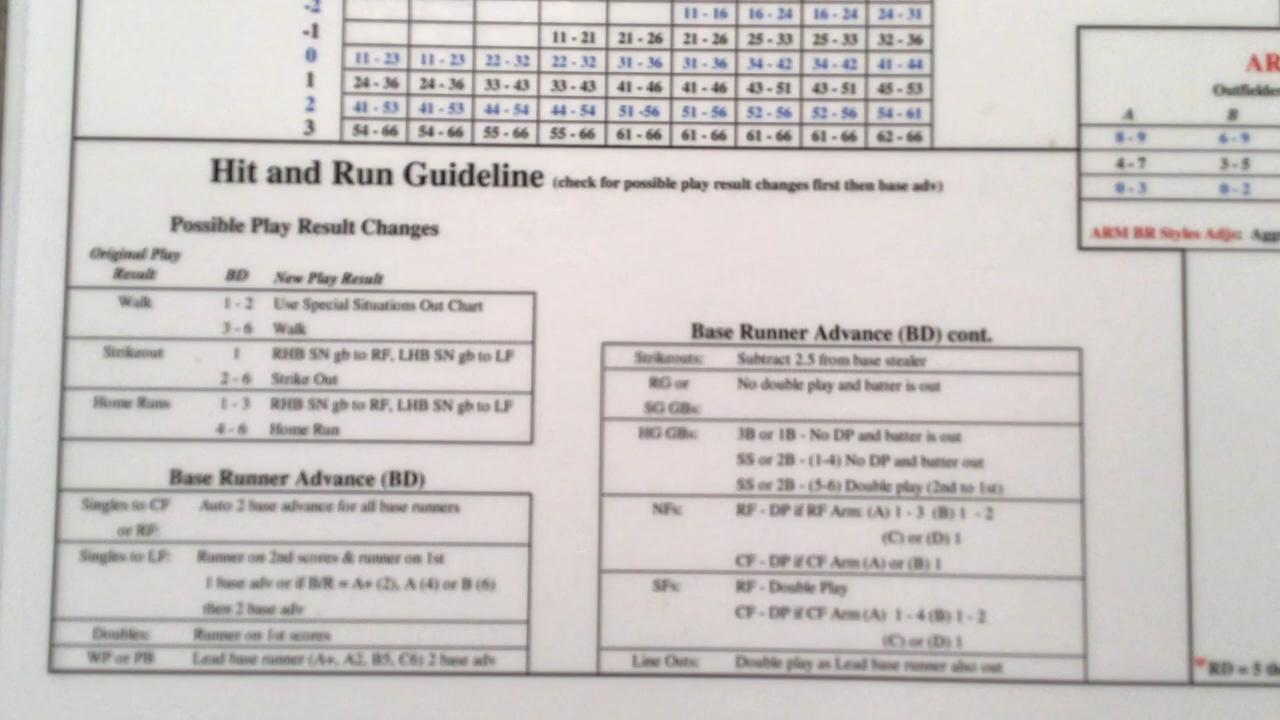 -2 11 - 16 16 - 24 16 - 24 24 - 31
-1 11 - 21 21 - 26 21 - 26 25 - 33 25 - 33 32 - 36
0 11 - 23 11 - 23 22 - 32 22 - 32 31 - 36 31 - 36 34 - 42 34 - 42 41 - 44
1 24 - 36 24 - 36 33 - 43 33 - 43 41 - 46 41 - 46 43 - 51 43 - 51 45 - 53
2 41 - 53 41 - 53 44 - 54 44 - 54 51 -56 51 - 56 52 - 56 52 - 56 54 - 61
3 54 - 66 54 - 66 55 - 66 55 - 66 61 - 66 61 - 66 61 - 66 61 - 66 62 - 66
Hit and Run Guideline (check for possible play result changes first then base adv)
Possible Play Result Changes
Original Play
Result BD New Play Result
Walk 1 - 2 Use Special Situations Out Chart
3 - 6 Walk
Strikeout 1 RHB SN gb to RF, LHB SN gb to LF
2 - 6 Strike Out
Home Runs 1 - 3 RHB SN gb to RF, LHB SN gb to LF
4 - 6 Home Run
Base Runner Advance (BD)
Singles to CF Auto 2 base advance for all base runners
or RF:
Singles to LF: Runner on 2nd scores & runner on 1st
1 base adv or if B/R = A+ (2), A (4) or B (6)
then 2 base adv
Doubles: Runner on 1st scores
WP or PB Lead base runner (A+, A2, B5, C6) 2 base adv
Base Runner Advance (BD) cont.
Strikeouts: Subtract 2.5 from base stealer
RG or No double play and batter is out
SG GBs:
HG GBs: 3B or 1B - No DP and batter is out
SS or 2B - (1-4) No DP and batter out
SS or 2B - (5-6) Double play (2nd to 1st)
NFs: RF - DP if RF Arm: (A) 1 - 3 (B) 1 - 2
(C) or (D) 1
CF - DP if CF Arm (A) or (B) 1
SFs: RF - Double Play
CF - DP if CF Arm (A) 1 - 4 (B) 1 - 2
(C) or (D) 1
Line Outs: Double play as Lead base runner also out
AR
Outfielde
A B
8 - 9 6 - 9
4 - 7 3 - 5
0 - 3 0 - 2
ARM BR Styles Adjs: Agg
*RD = 5 th